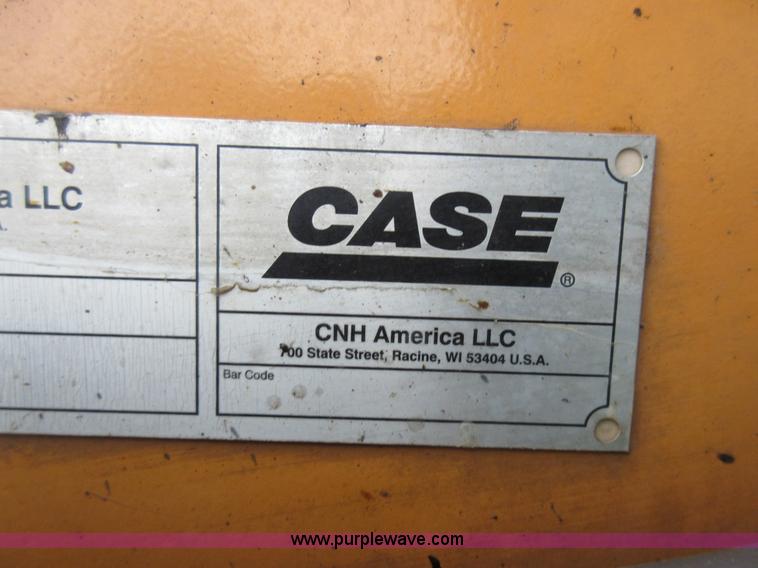 a LLC
CASE
®
CNH America LLC
700 State Street, Racine, WI 53404 U.S.A.
Bar Code
www.purplewave.com